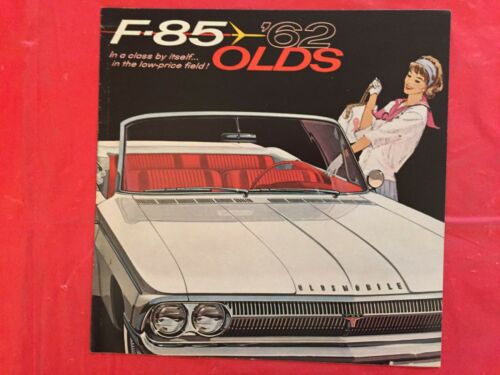 F-85 '62
OLDS
In a class by itself...
in the low-price field!
OLDSMOBILE